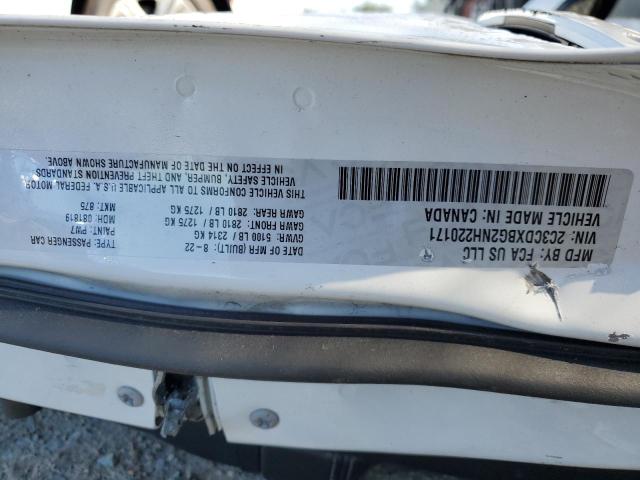 MFD BY: FCA US LLC
VIN: 2C3CDXBG2NH220171
VEHICLE MADE IN: CANADA
DATE OF MFR (BUILT): - 8-22
GVWR: 5100 LB / 2314 KG
GAWR FRONT: 2810 LB / 1275 KG
GAWR REAR: 2810 LB / 1275 KG
PASSENGER CAR
PAINT: PW7
MDH: 081819
MKT: 875
THIS VEHICLE CONFORMS TO ALL APPLICABLE U.S.A. FEDERAL MOTOR
VEHICLE SAFETY, BUMPER, AND THEFT PREVENTION STANDARDS
IN EFFECT ON THE DATE OF MANUFACTURE SHOWN ABOVE.